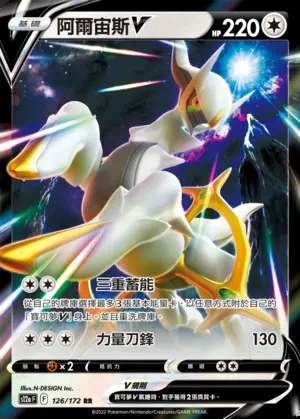 基礎 阿爾宙斯V HP 220
三重蓄能
從自己的牌庫選擇最多3張基本能量卡,以任意方式附於自己的
「寶可夢V」身上。並且重洗牌庫。
力量刀鋒 130
弱點 ×2 抵抗力 撤退
Illus.N-DESIGN Inc.
V規則
S12a F F 126/172 RR
寶可夢V【昏厥】時,對手獲得2張獎賞卡。
©2022 Pokémon/Nintendo/Creatures/GAME FREAK.